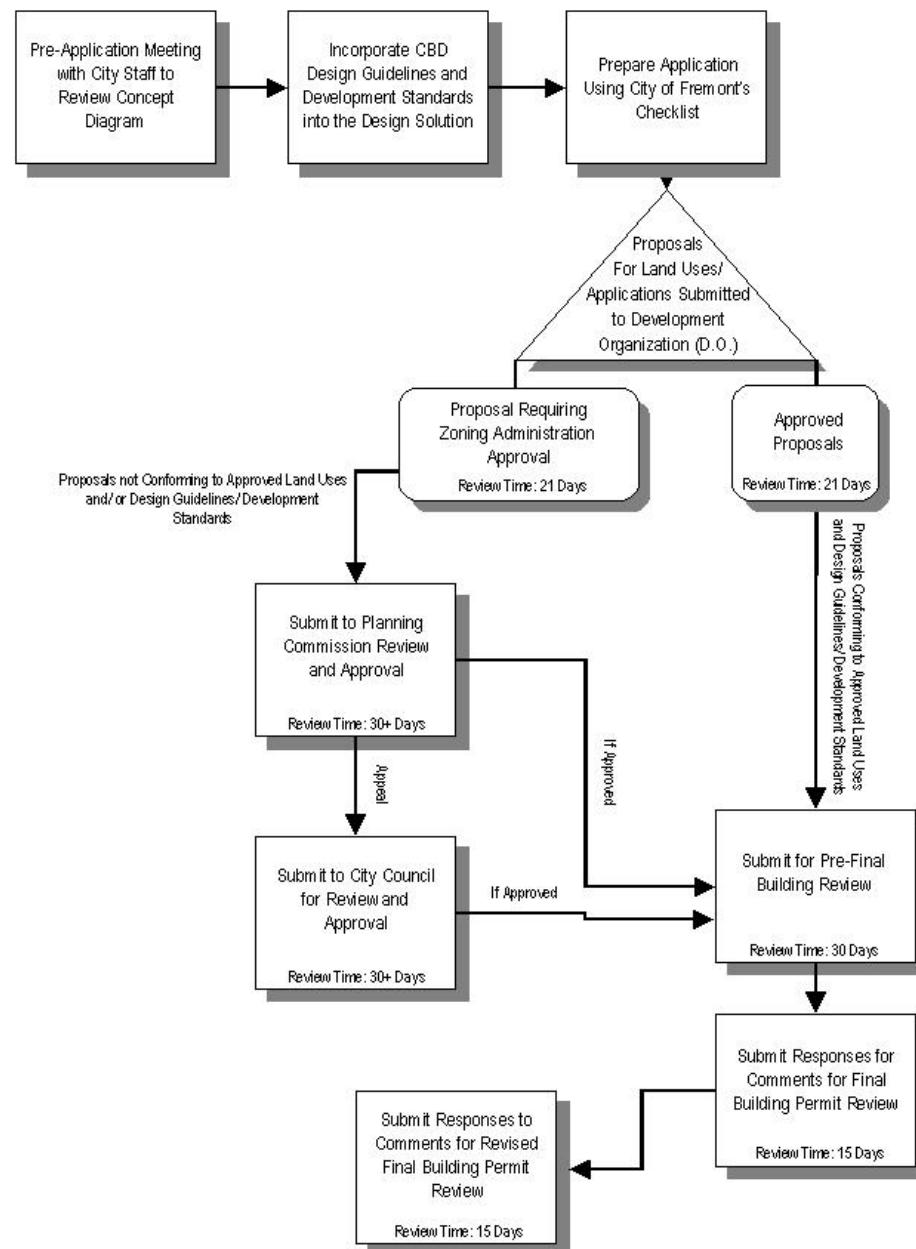 Pre-Application Meeting
with City Staff to
Review Concept
Diagram
Incorporate CBD
Design Guidelines and
Development Standards
into the Design Solution
Prepare Application
Using City of Fremont's
Checklist
Proposals
For Land Uses/
Applications Submitted
to Development
Organization (D.O.)
Proposal Requiring
Zoning Administration
Approval
Review Time: 21 Days
Approved
Proposals
Review Time: 21 Days
Proposals not Conforming to Approved Land Uses
and/or Design Guidelines/Development
Standards
Proposals Conforming to Approved Land Uses
and Design Guidelines/Development Standards
Submit to Planning
Commission Review
and Approval
Review Time: 30+ Days
If Approved
Appeal
Submit to City Council
for Review and
Approval
Review Time: 30+ Days
If Approved
Submit for Pre-Final
Building Review
Review Time: 30 Days
Submit Responses for
Comments for Final
Building Permit Review
Review Time: 15 Days
Submit Responses to
Comments for Revised
Final Building Permit
Review
Review Time: 15 Days